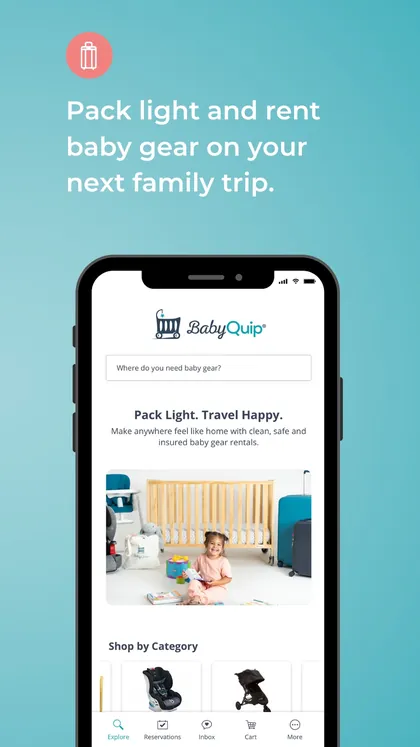 Pack light and rent
baby gear on your
next family trip.
BabyQuip®
Where do you need baby gear?
Pack Light. Travel Happy.
Make anywhere feel like home with clean, safe and
insured baby gear rentals.
Shop by Category
Explore
Reservations
Inbox
Cart
More